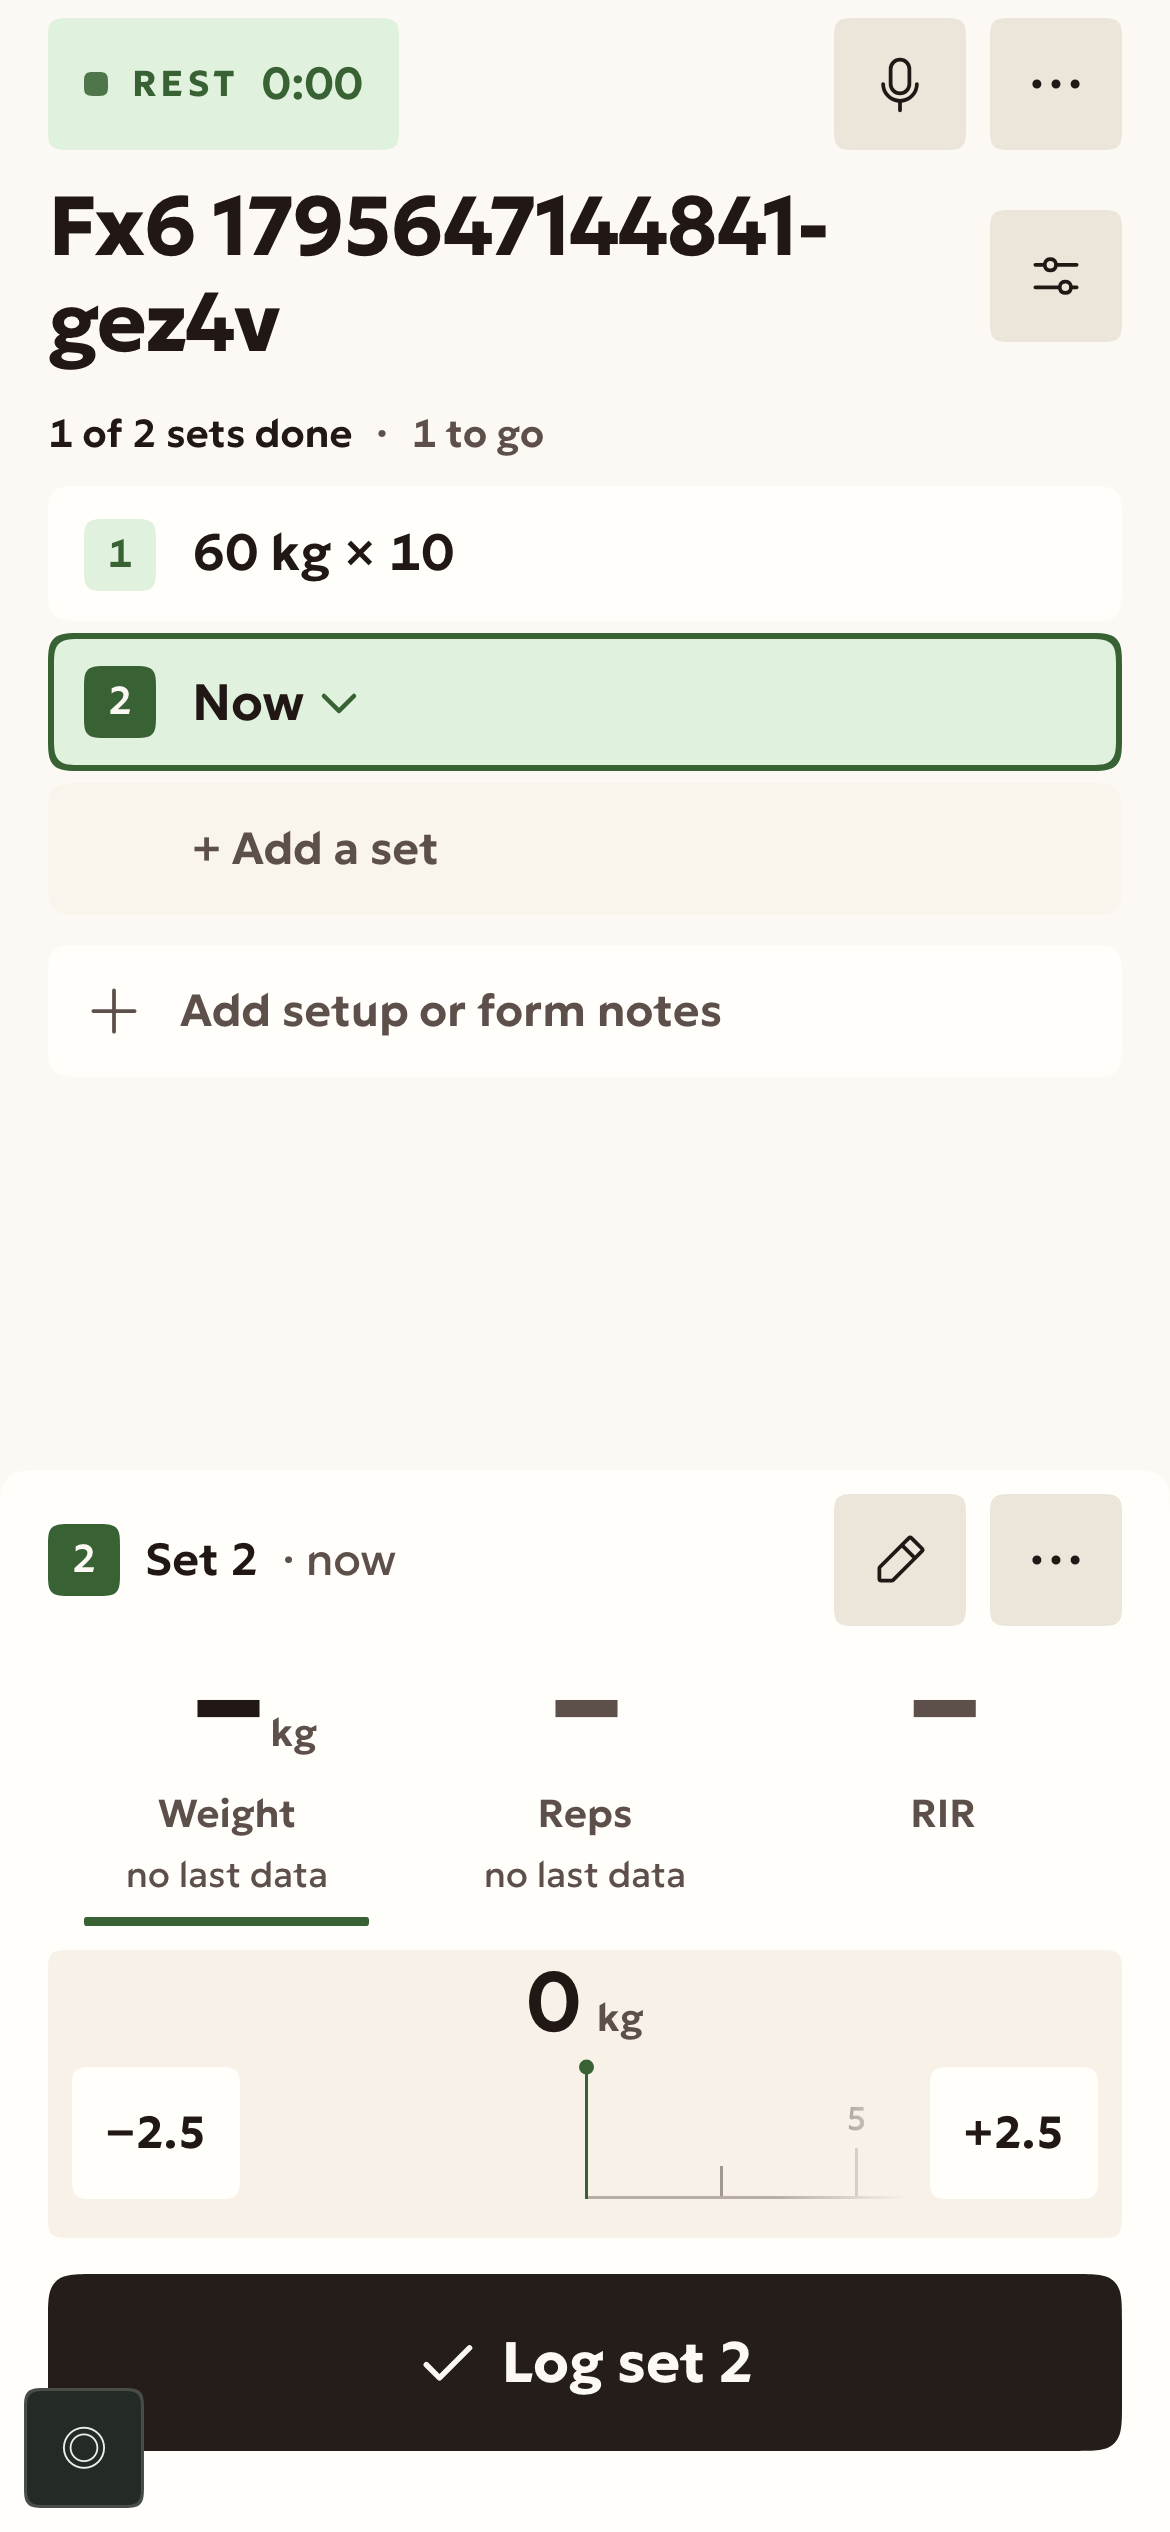 REST 0:00
Fx6 1795647144841-
gez4v
1 of 2 sets done · 1 to go
1 60 kg × 10
2 Now
+ Add a set
Add setup or form notes
2 Set 2 · now
– kg – –
Weight Reps RIR
no last data no last data
0 kg
−2.5 5 +2.5
Log set 2